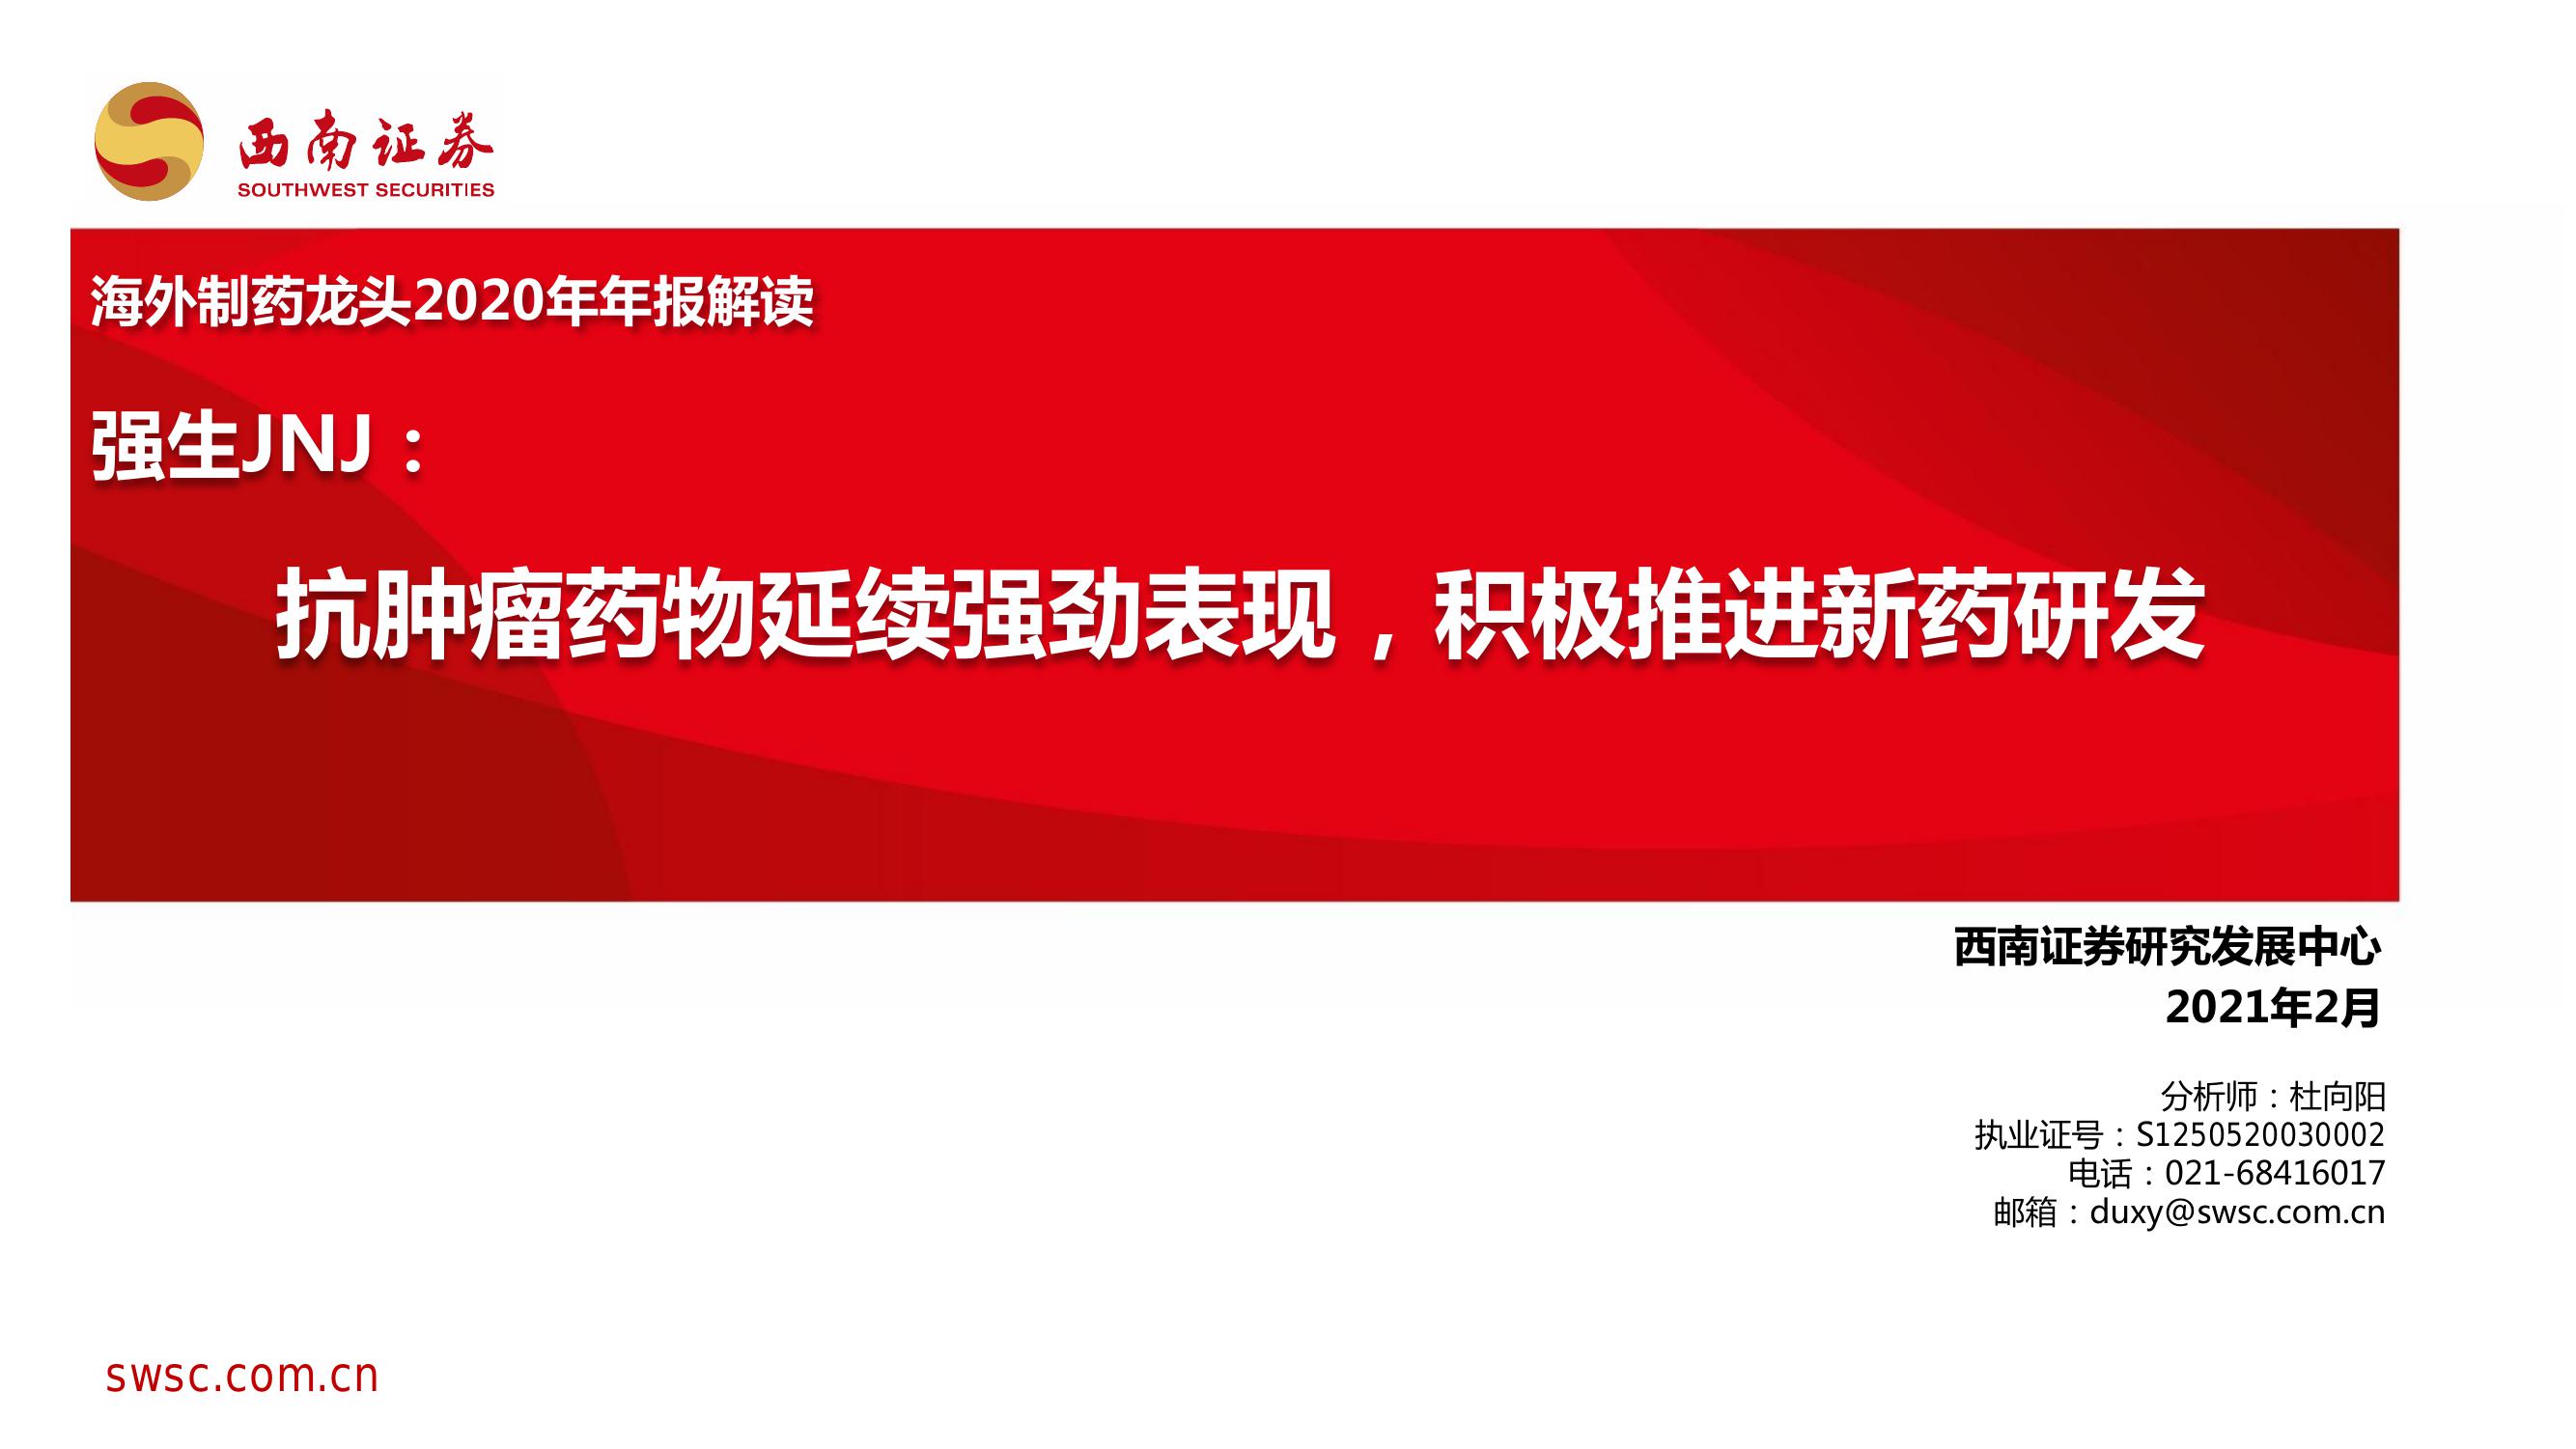 西南证券
SOUTHWEST SECURITIES
海外制药龙头2020年年报解读
强生JNJ：
抗肿瘤药物延续强劲表现，积极推进新药研发
西南证券研究发展中心
2021年2月
分析师：杜向阳
执业证号：S1250520030002
电话：021-68416017
邮箱：duxy@swsc.com.cn
swsc.com.cn